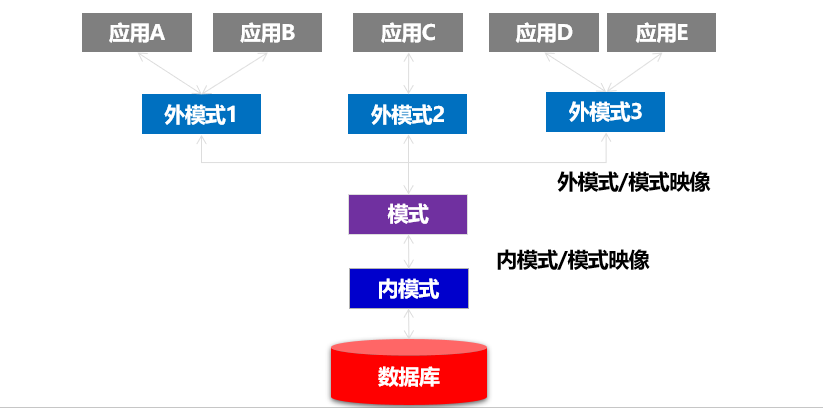 应用A
应用B
应用C
应用D
应用E
外模式1
外模式2
外模式3
外模式/模式映像
模式
内模式/模式映像
内模式
数据库